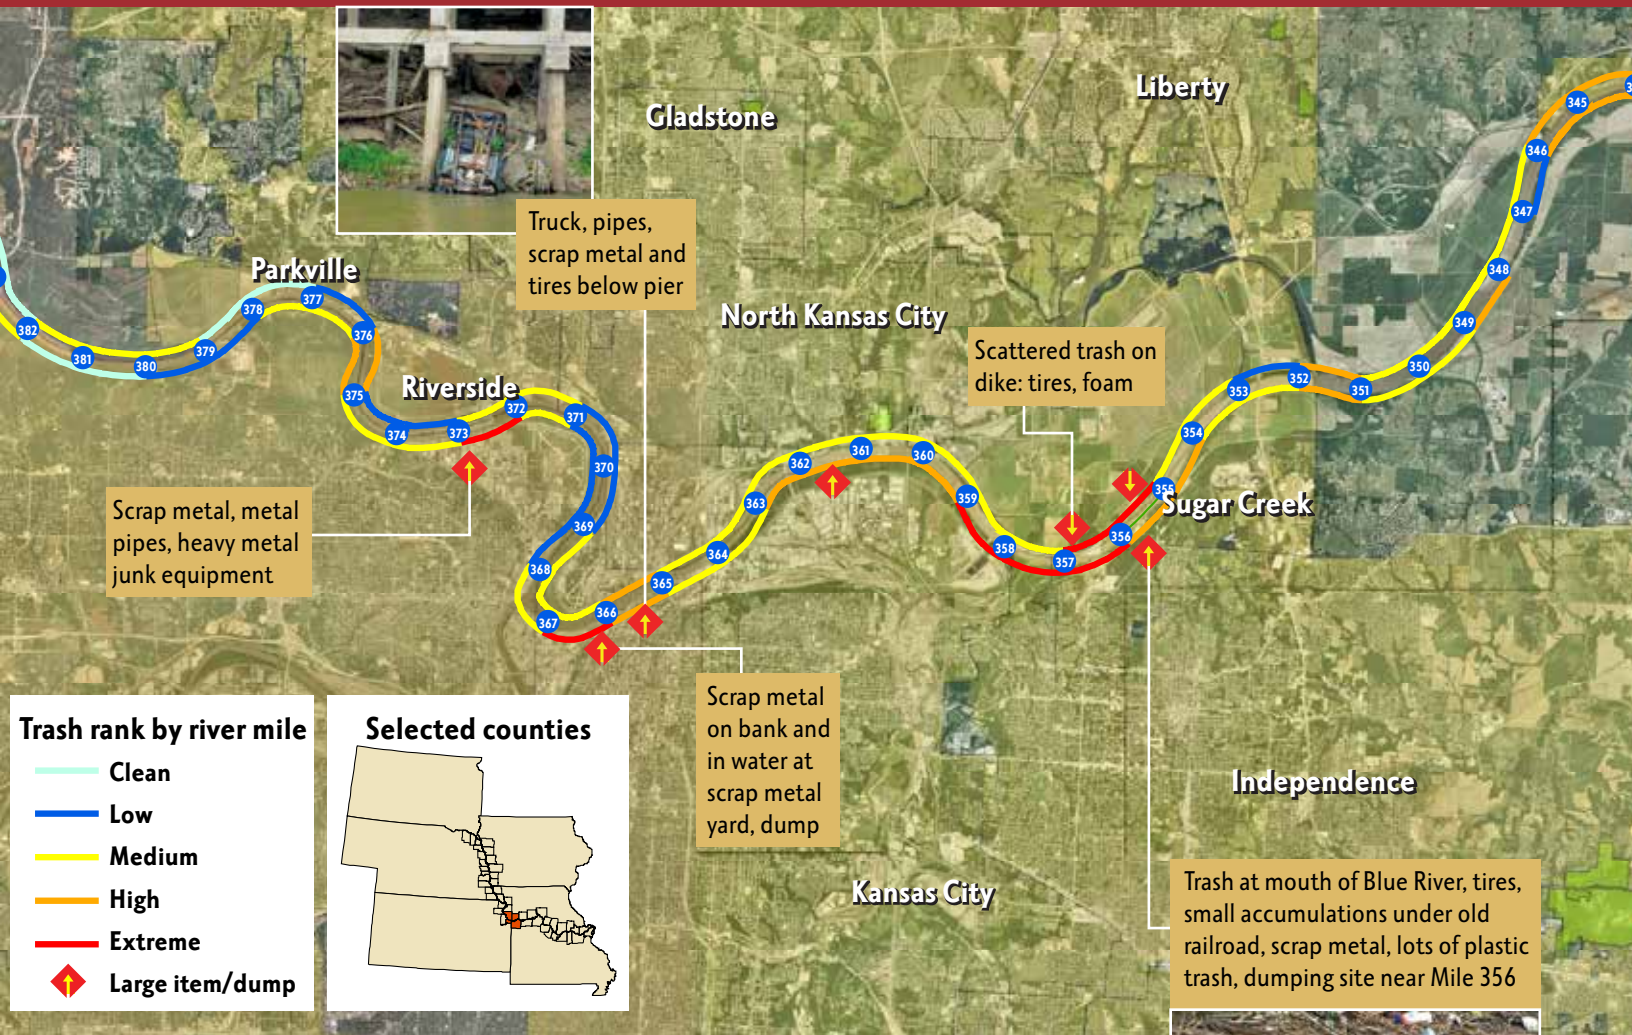 Liberty
Gladstone
345
346
347
348
349
350
351
352
353
354
355
356
357
358
359
360
361
362
363
364
365
366
367
368
369
370
371
372
373
374
375
376
377
378
379
380
381
382
Parkville
Riverside
North Kansas City
Sugar Creek
Independence
Kansas City
Truck, pipes,
scrap metal and
tires below pier
Scattered trash on
dike: tires, foam
Scrap metal, metal
pipes, heavy metal
junk equipment
Scrap metal
on bank and
in water at
scrap metal
yard, dump
Trash at mouth of Blue River, tires,
small accumulations under old
railroad, scrap metal, lots of plastic
trash, dumping site near Mile 356
Trash rank by river mile
Clean
Low
Medium
High
Extreme
Large item/dump
Selected counties